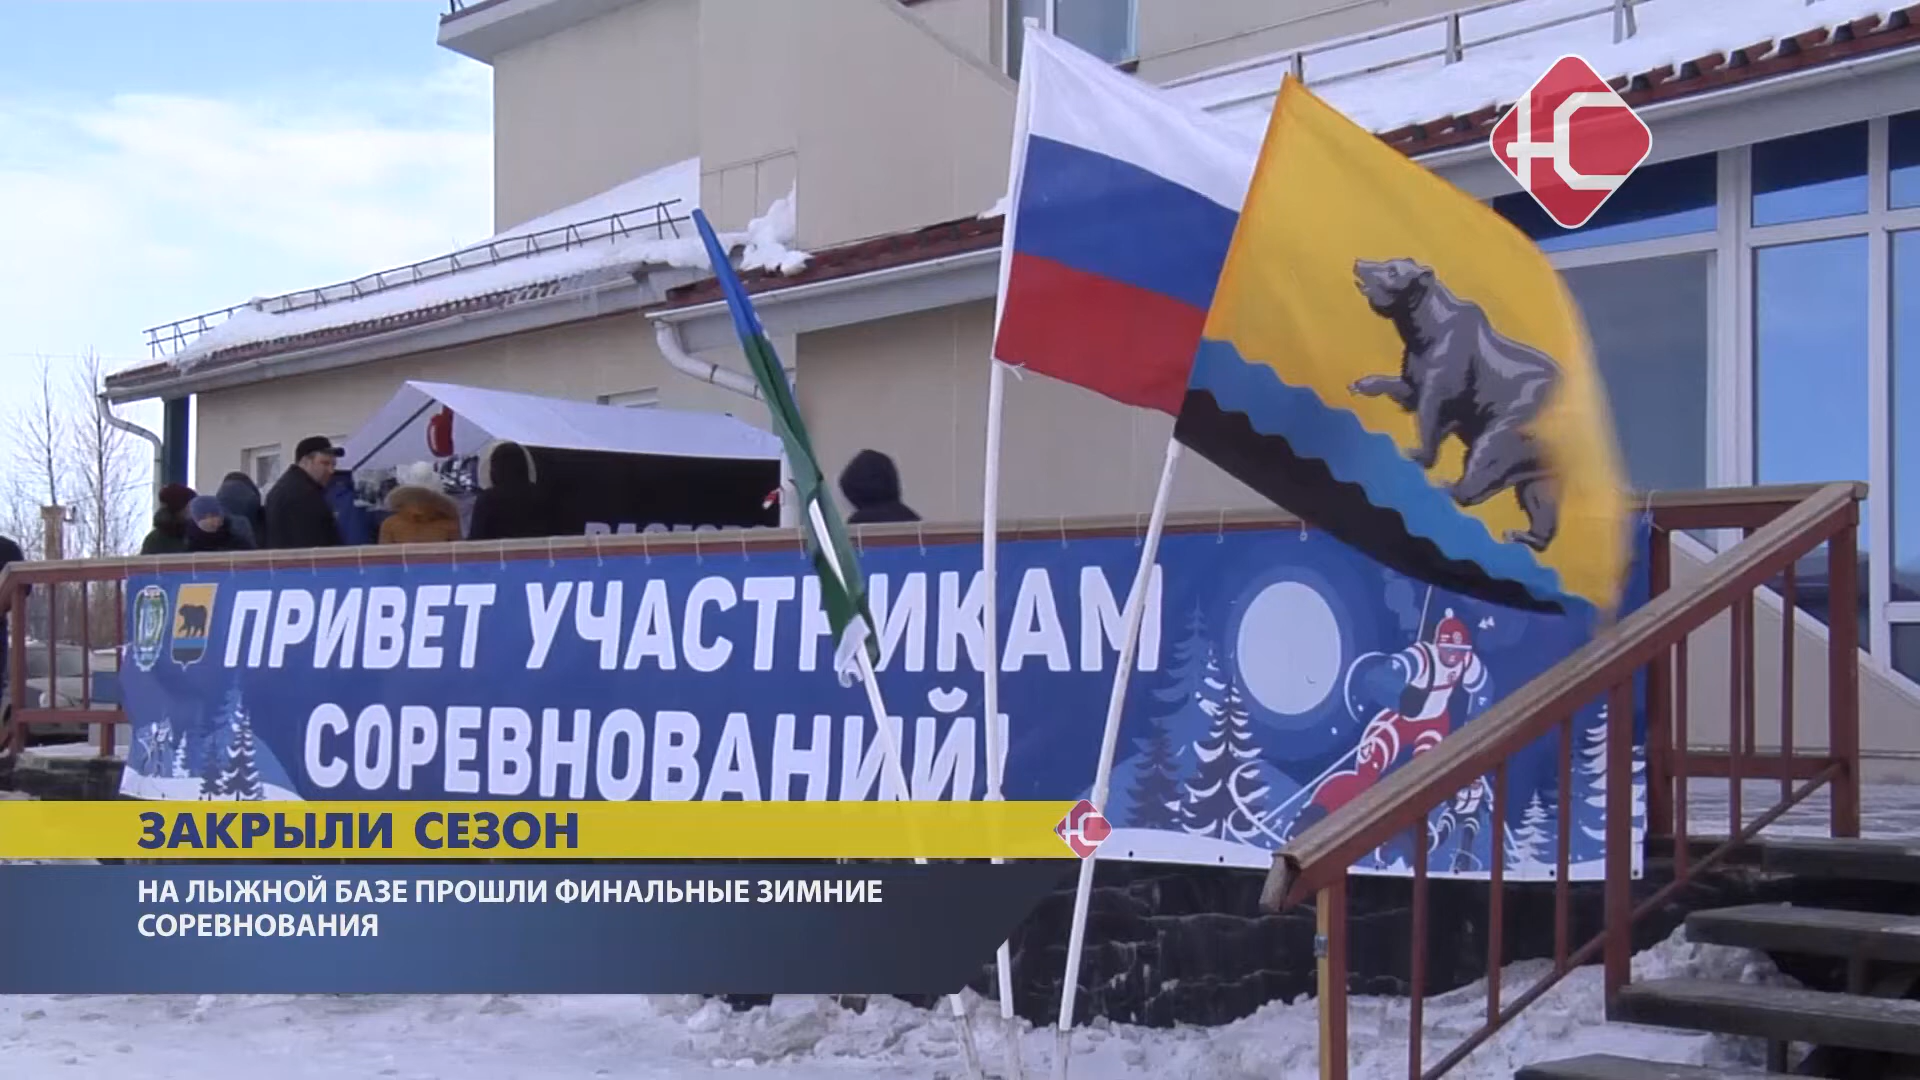 ПРИВЕТ УЧАСТНИКАМ
СОРЕВНОВАНИЙ!
ЗАКРЫЛИ СЕЗОН
НА ЛЫЖНОЙ БАЗЕ ПРОШЛИ ФИНАЛЬНЫЕ ЗИМНИЕ
СОРЕВНОВАНИЯ